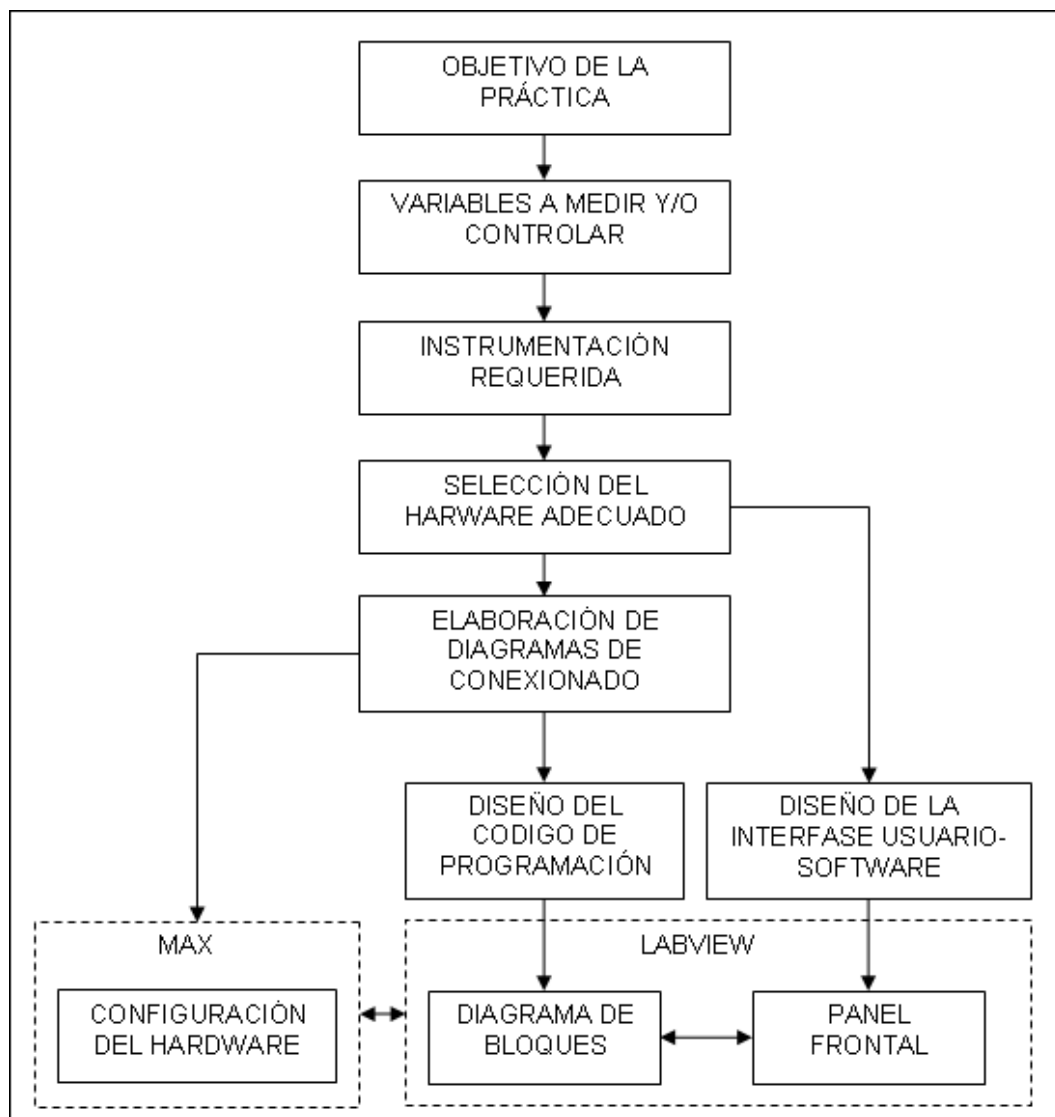 OBJETIVO DE LA
PRÁCTICA
VARIABLES A MEDIR Y/O
CONTROLAR
INSTRUMENTACIÓN
REQUERIDA
SELECCIÓN DEL
HARWARE ADECUADO
ELABORACIÓN DE
DIAGRAMAS DE
CONEXIONADO
DISEÑO DEL
CODIGO DE
PROGRAMACIÓN
DISEÑO DE LA
INTERFASE USUARIO-
SOFTWARE
MAX
CONFIGURACIÓN
DEL HARDWARE
LABVIEW
DIAGRAMA DE
BLOQUES
PANEL
FRONTAL